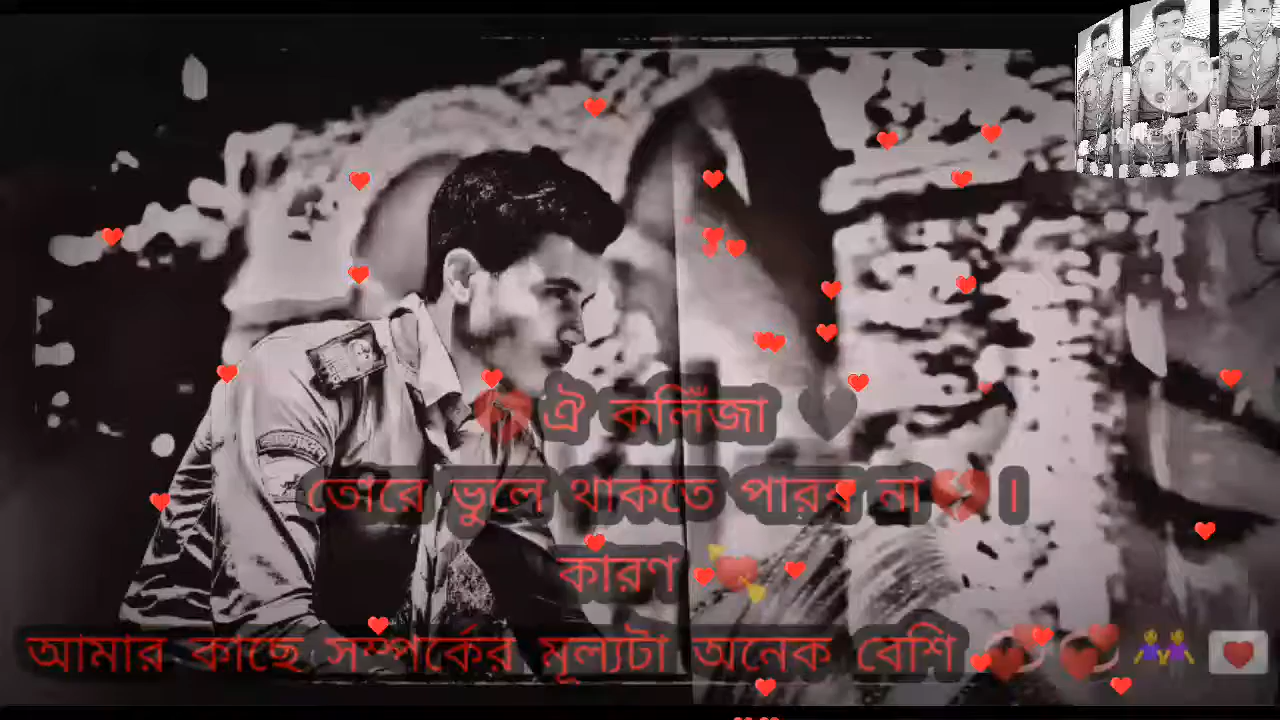 ঐ কলিঁজা
তোরে ভুলে থাকতে পারব না ।
কারণ
আমার কাছে সম্পর্কের মূল্যটা অনেক বেশি